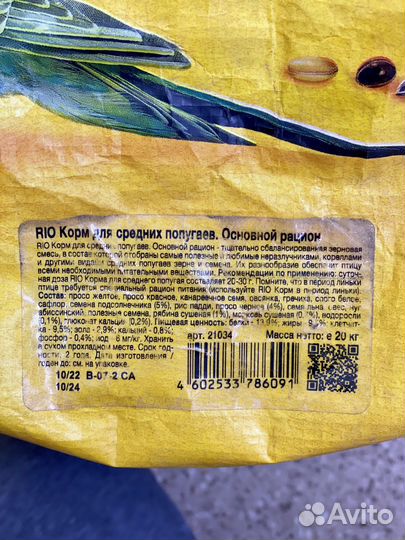 RIO Корм для средних попугаев. Основной рацион
RIO Корм для средних попугаев. Основной рацион - тщательно сбалансированная зерновая
смесь, в состав которой отобраны самые полезные и любимые неразлучниками, кореллами
и другими видами средних попугаев зерна и семена. Их разнообразие обеспечит птицу
всеми необходимыми питательными веществами. Рекомендации по применению: суточ-
ная доза RIO Корма для среднего попугая составляет 20-30 г. Помните, что в период линьки
птице требуется специальный рацион питания (используйте RIO Корм в период линьки).
Состав: просо желтое, просо красное, канареечное семя, овсянка, гречиха, сорго белое,
сафлор, семена подсолнечника (5%), рис падди, просо черное (4%), семя льна, овес, нуг
абиссинский, полезные семена, рябина сушеная (1%), морковь сушеная (0.1%), водоросли
(0,1%), глюконат кальция (0,2%). Пищевая ценность: белки - 13,9%; жиры - %; клетчат-
ка - 9,5%; зола - 2,9%; кальций - 0,8%;
фосфор - 0,4%; йод - 6 мг/кг. Хранить в
сухом прохладном месте. Срок год-
ности: 2 года. Дата изготовления /
годен до: см. на упаковке.
арт. 21034
Масса нэтто: e 20 кг
10/22 В-07-2 СА
10/24
4 602533 786091
Avito